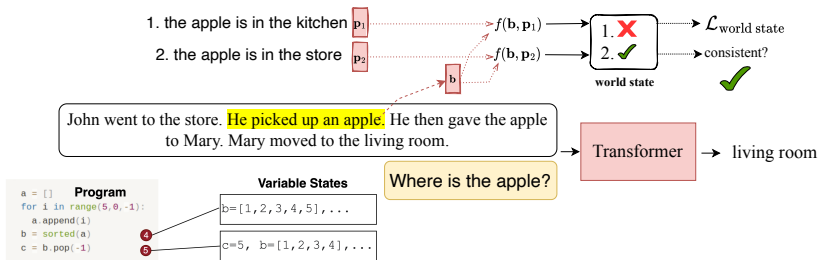 1. the apple is in the kitchen p₁ f(b, p₁) 1. ❌ ℒworld state
2. the apple is in the store p₂ f(b, p₂) 2. ✔ consistent?
b
world state
John went to the store. He picked up an apple. He then gave the apple
to Mary. Mary moved to the living room.
Transformer living room
Where is the apple?
Program
Variable States
a = []
for i in range(5,0,-1):
a.append(i)
b = sorted(a) 4 b=[1,2,3,4,5],...
c = b.pop(-1) 5 c=5, b=[1,2,3,4],...